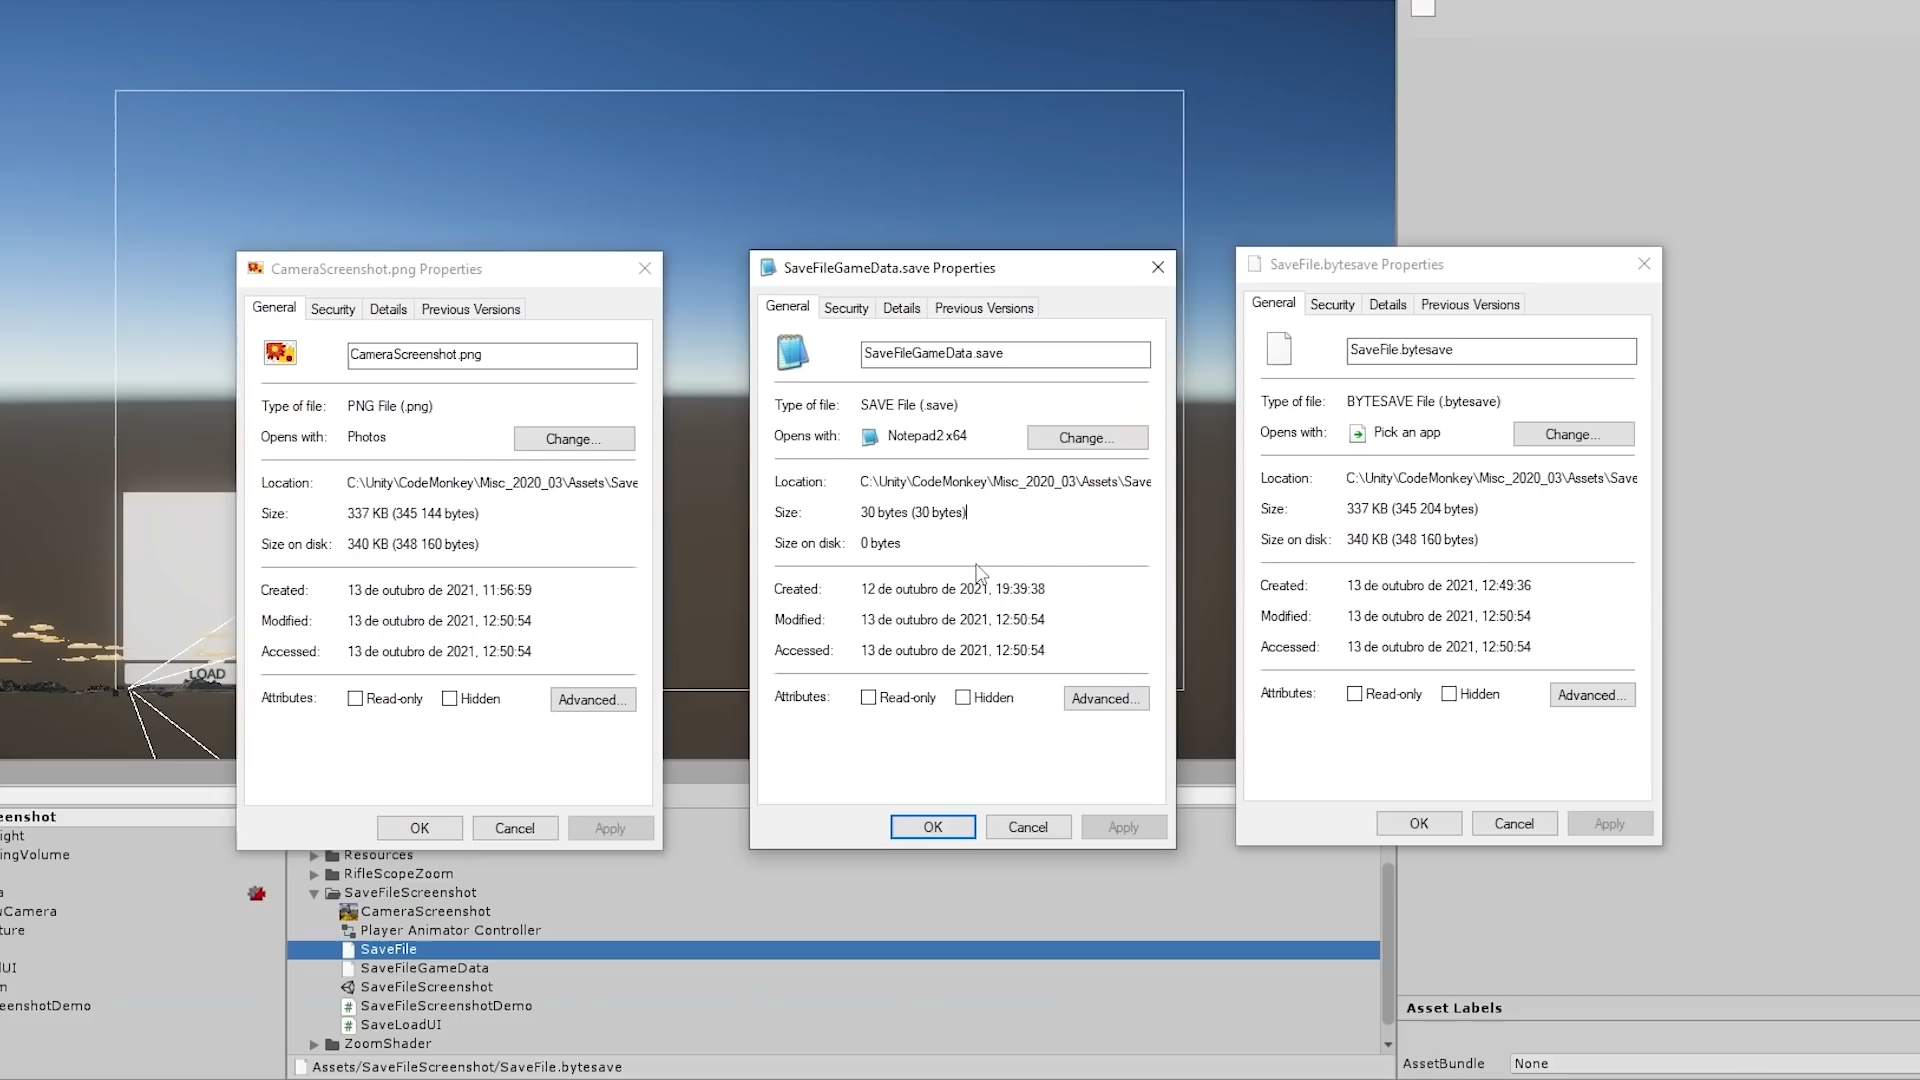 CameraScreenshot.png Properties
General
Security
Details
Previous Versions
CameraScreenshot.png
Type of file: PNG File (.png)
Opens with: Photos
Change...
Location: C:\Unity\CodeMonkey\Misc_2020_03\Assets\Save
Size: 337 KB (345 144 bytes)
Size on disk: 340 KB (348 160 bytes)
Created: 13 de outubro de 2021, 11:56:59
Modified: 13 de outubro de 2021, 12:50:54
Accessed: 13 de outubro de 2021, 12:50:54
Attributes: Read-only Hidden Advanced...
OK Cancel Apply
SaveFileGameData.save Properties
General
Security
Details
Previous Versions
SaveFileGameData.save
Type of file: SAVE File (.save)
Opens with: Notepad2 x64
Change...
Location: C:\Unity\CodeMonkey\Misc_2020_03\Assets\Save
Size: 30 bytes (30 bytes)
Size on disk: 0 bytes
Created: 12 de outubro de 2021, 19:39:38
Modified: 13 de outubro de 2021, 12:50:54
Accessed: 13 de outubro de 2021, 12:50:54
Attributes: Read-only Hidden Advanced...
OK Cancel Apply
SaveFile.bytesave Properties
General
Security
Details
Previous Versions
SaveFile.bytesave
Type of file: BYTESAVE File (.bytesave)
Opens with: Pick an app
Change...
Location: C:\Unity\CodeMonkey\Misc_2020_03\Assets\Save
Size: 337 KB (345 204 bytes)
Size on disk: 340 KB (348 160 bytes)
Created: 13 de outubro de 2021, 12:49:36
Modified: 13 de outubro de 2021, 12:50:54
Accessed: 13 de outubro de 2021, 12:50:54
Attributes: Read-only Hidden Advanced...
OK Cancel Apply
LOAD
eenshot
ight
ingVolume
a
Camera
ture
UI
m
eenshotDemo
Resources
RifleScopeZoom
SaveFileScreenshot
CameraScreenshot
Player Animator Controller
SaveFile
SaveFileGameData
SaveFileScreenshot
SaveFileScreenshotDemo
SaveLoadUI
ZoomShader
Assets/SaveFileScreenshot/SaveFile.bytesave
Asset Labels
AssetBundle None